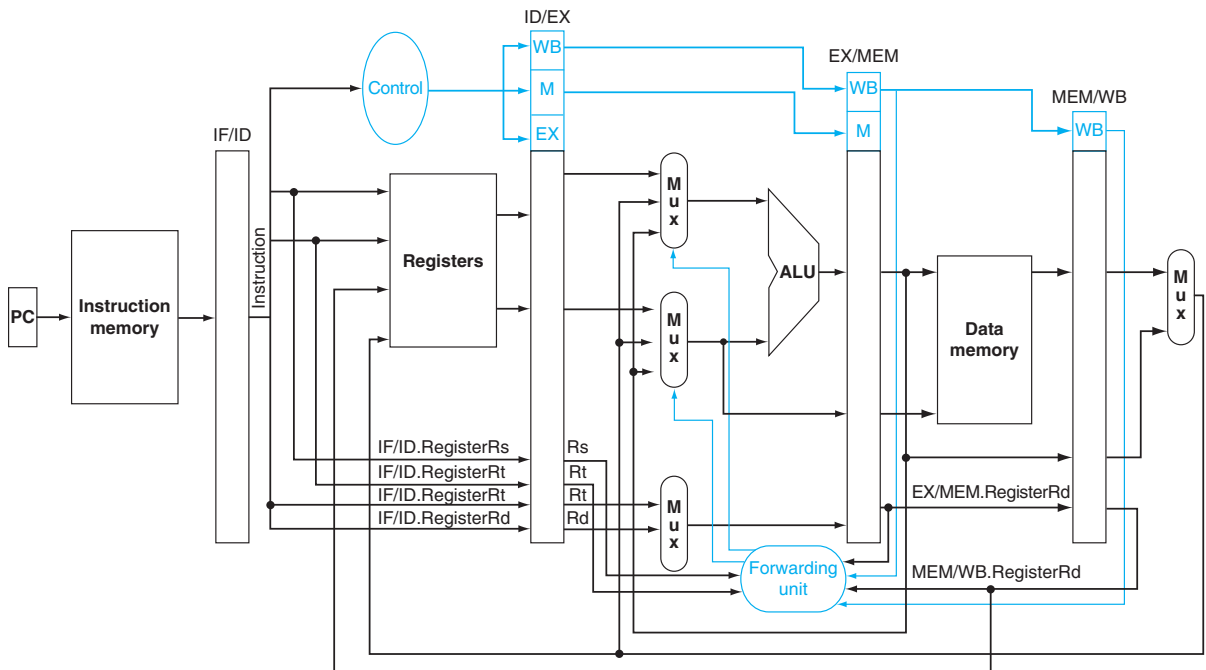 ID/EX
WB
Control
M
EX
EX/MEM
WB
M
MEM/WB
WB
IF/ID
PC
Instruction
memory
Instruction
Registers
M
u
x
M
u
x
ALU
Data
memory
M
u
x
IF/ID.RegisterRs
Rs
IF/ID.RegisterRt
Rt
IF/ID.RegisterRt
Rt
IF/ID.RegisterRd
Rd
M
u
x
EX/MEM.RegisterRd
Forwarding
unit
MEM/WB.RegisterRd